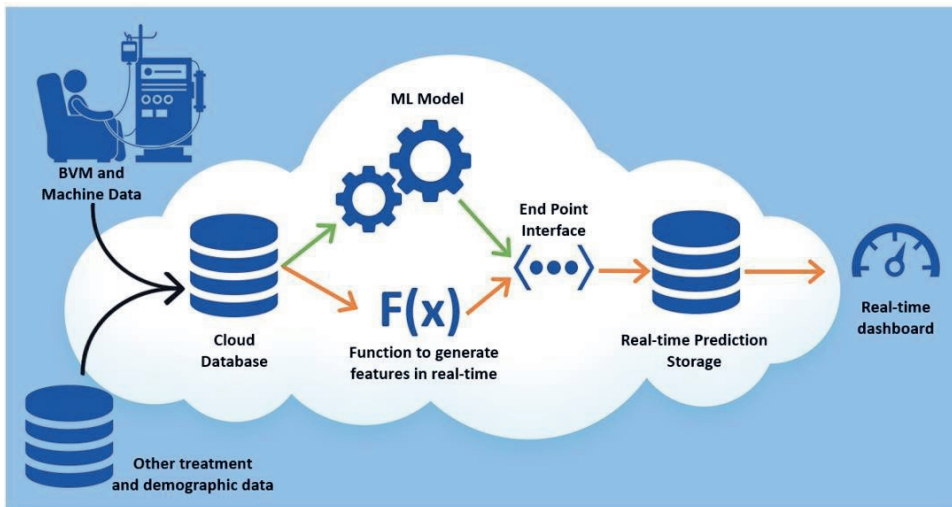 ML Model
BVM and
Machine Data
End Point
Interface
F(x)
Cloud
Database
Function to generate
features in real-time
Real-time Prediction
Storage
Real-time
dashboard
Other treatment
and demographic data